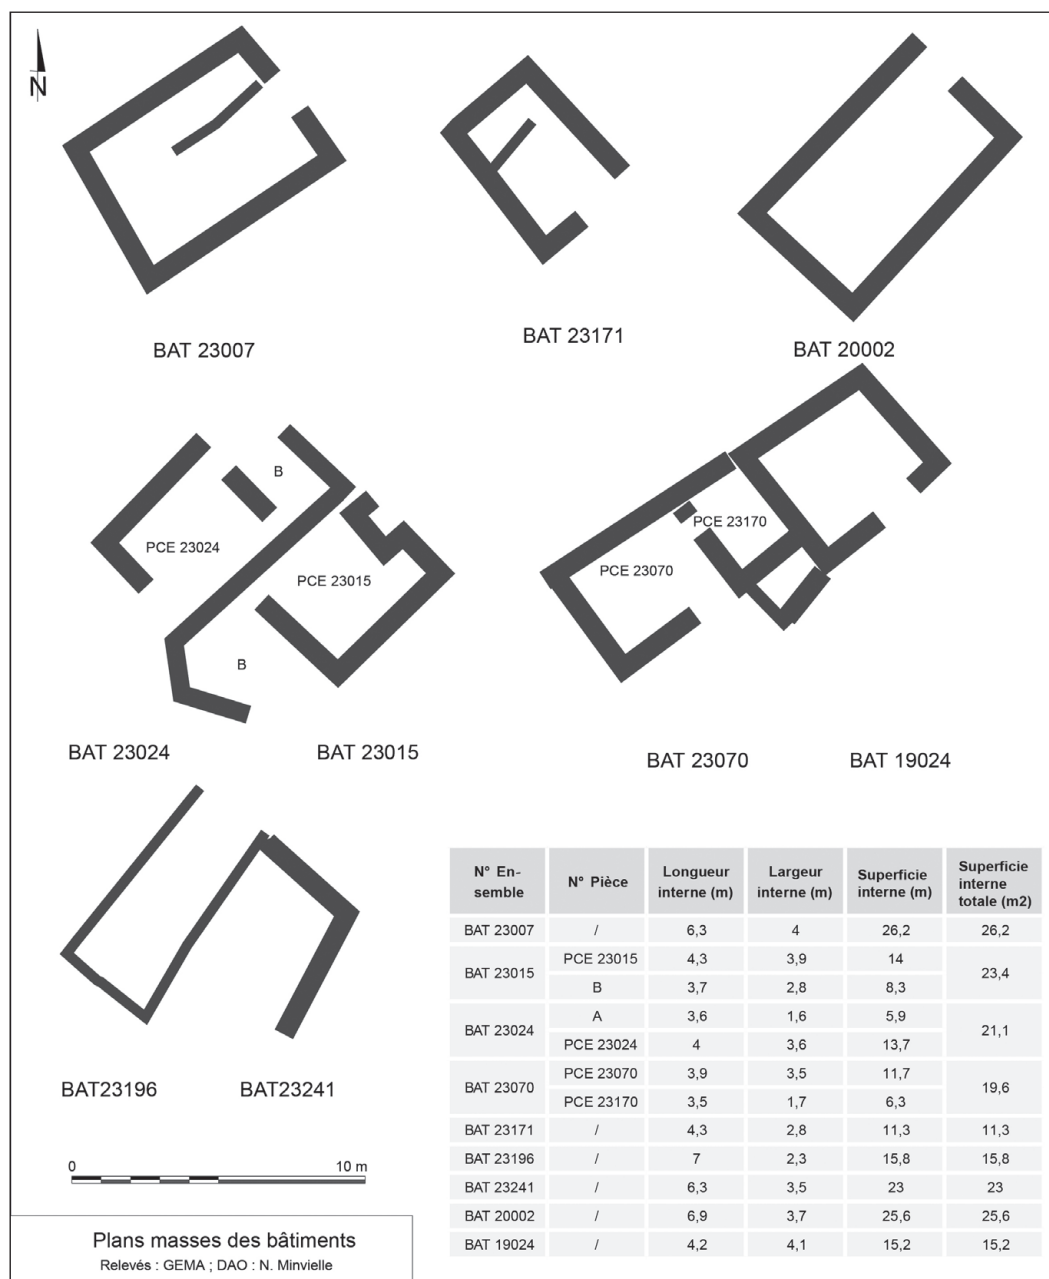 N
BAT 23007
BAT 23171
BAT 20002
B
PCE 23024
PCE 23015
B
PCE 23170
PCE 23070
BAT 23024
BAT 23015
BAT 23070
BAT 19024
BAT23196
BAT23241
0 10 m
Plans masses des bâtiments
Relevés : GEMA ; DAO : N. Minvielle
N° En-
semble
N° Pièce
Longueur
interne (m)
Largeur
interne (m)
Superficie
interne (m)
Superficie
interne
totale (m2)
BAT 23007 / 6,3 4 26,2 26,2
BAT 23015 PCE 23015 4,3 3,9 14 23,4
B 3,7 2,8 8,3
BAT 23024 A 3,6 1,6 5,9 21,1
PCE 23024 4 3,6 13,7
BAT 23070 PCE 23070 3,9 3,5 11,7 19,6
PCE 23170 3,5 1,7 6,3
BAT 23171 / 4,3 2,8 11,3 11,3
BAT 23196 / 7 2,3 15,8 15,8
BAT 23241 / 6,3 3,5 23 23
BAT 20002 / 6,9 3,7 25,6 25,6
BAT 19024 / 4,2 4,1 15,2 15,2